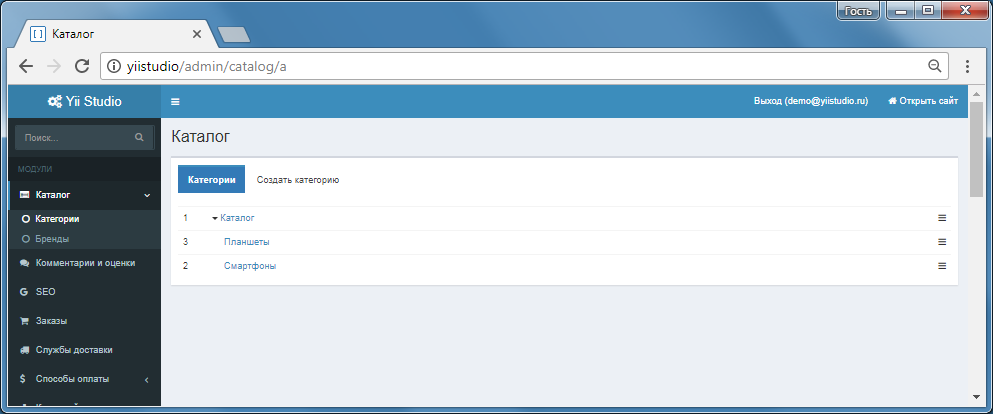 Гость
[ ] Каталог
yiistudio/admin/catalog/a
Yii Studio
Выход (demo@yiistudio.ru) Открыть сайт
Поиск...
Каталог
МОДУЛИ
Каталог
Категории Создать категорию
Категории
1 Каталог
Бренды
3 Планшеты
Комментарии и оценки
2 Смартфоны
G SEO
Заказы
Службы доставки
$ Способы оплаты